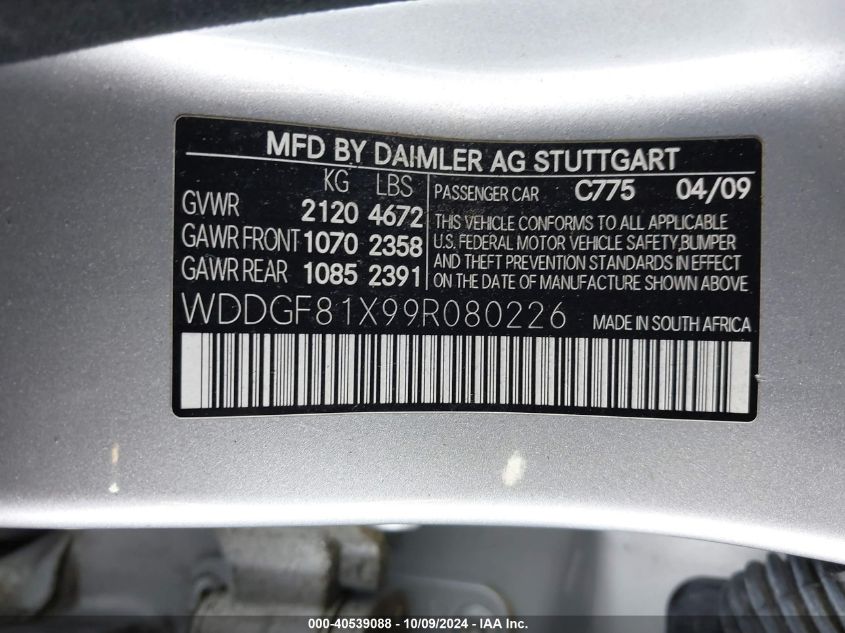 MFD BY DAIMLER AG STUTTGART
KG LBS
GVWR 2120 4672
GAWR FRONT 1070 2358
GAWR REAR 1085 2391
PASSENGER CAR C775 04/09
THIS VEHICLE CONFORMS TO ALL APPLICABLE
U.S. FEDERAL MOTOR VEHICLE SAFETY, BUMPER
AND THEFT PREVENTION STANDARDS IN EFFECT
ON THE DATE OF MANUFACTURE SHOWN ABOVE
WDDGF81X99R080226 MADE IN SOUTH AFRICA
000-40539088 - 10/09/2024 - IAA Inc.